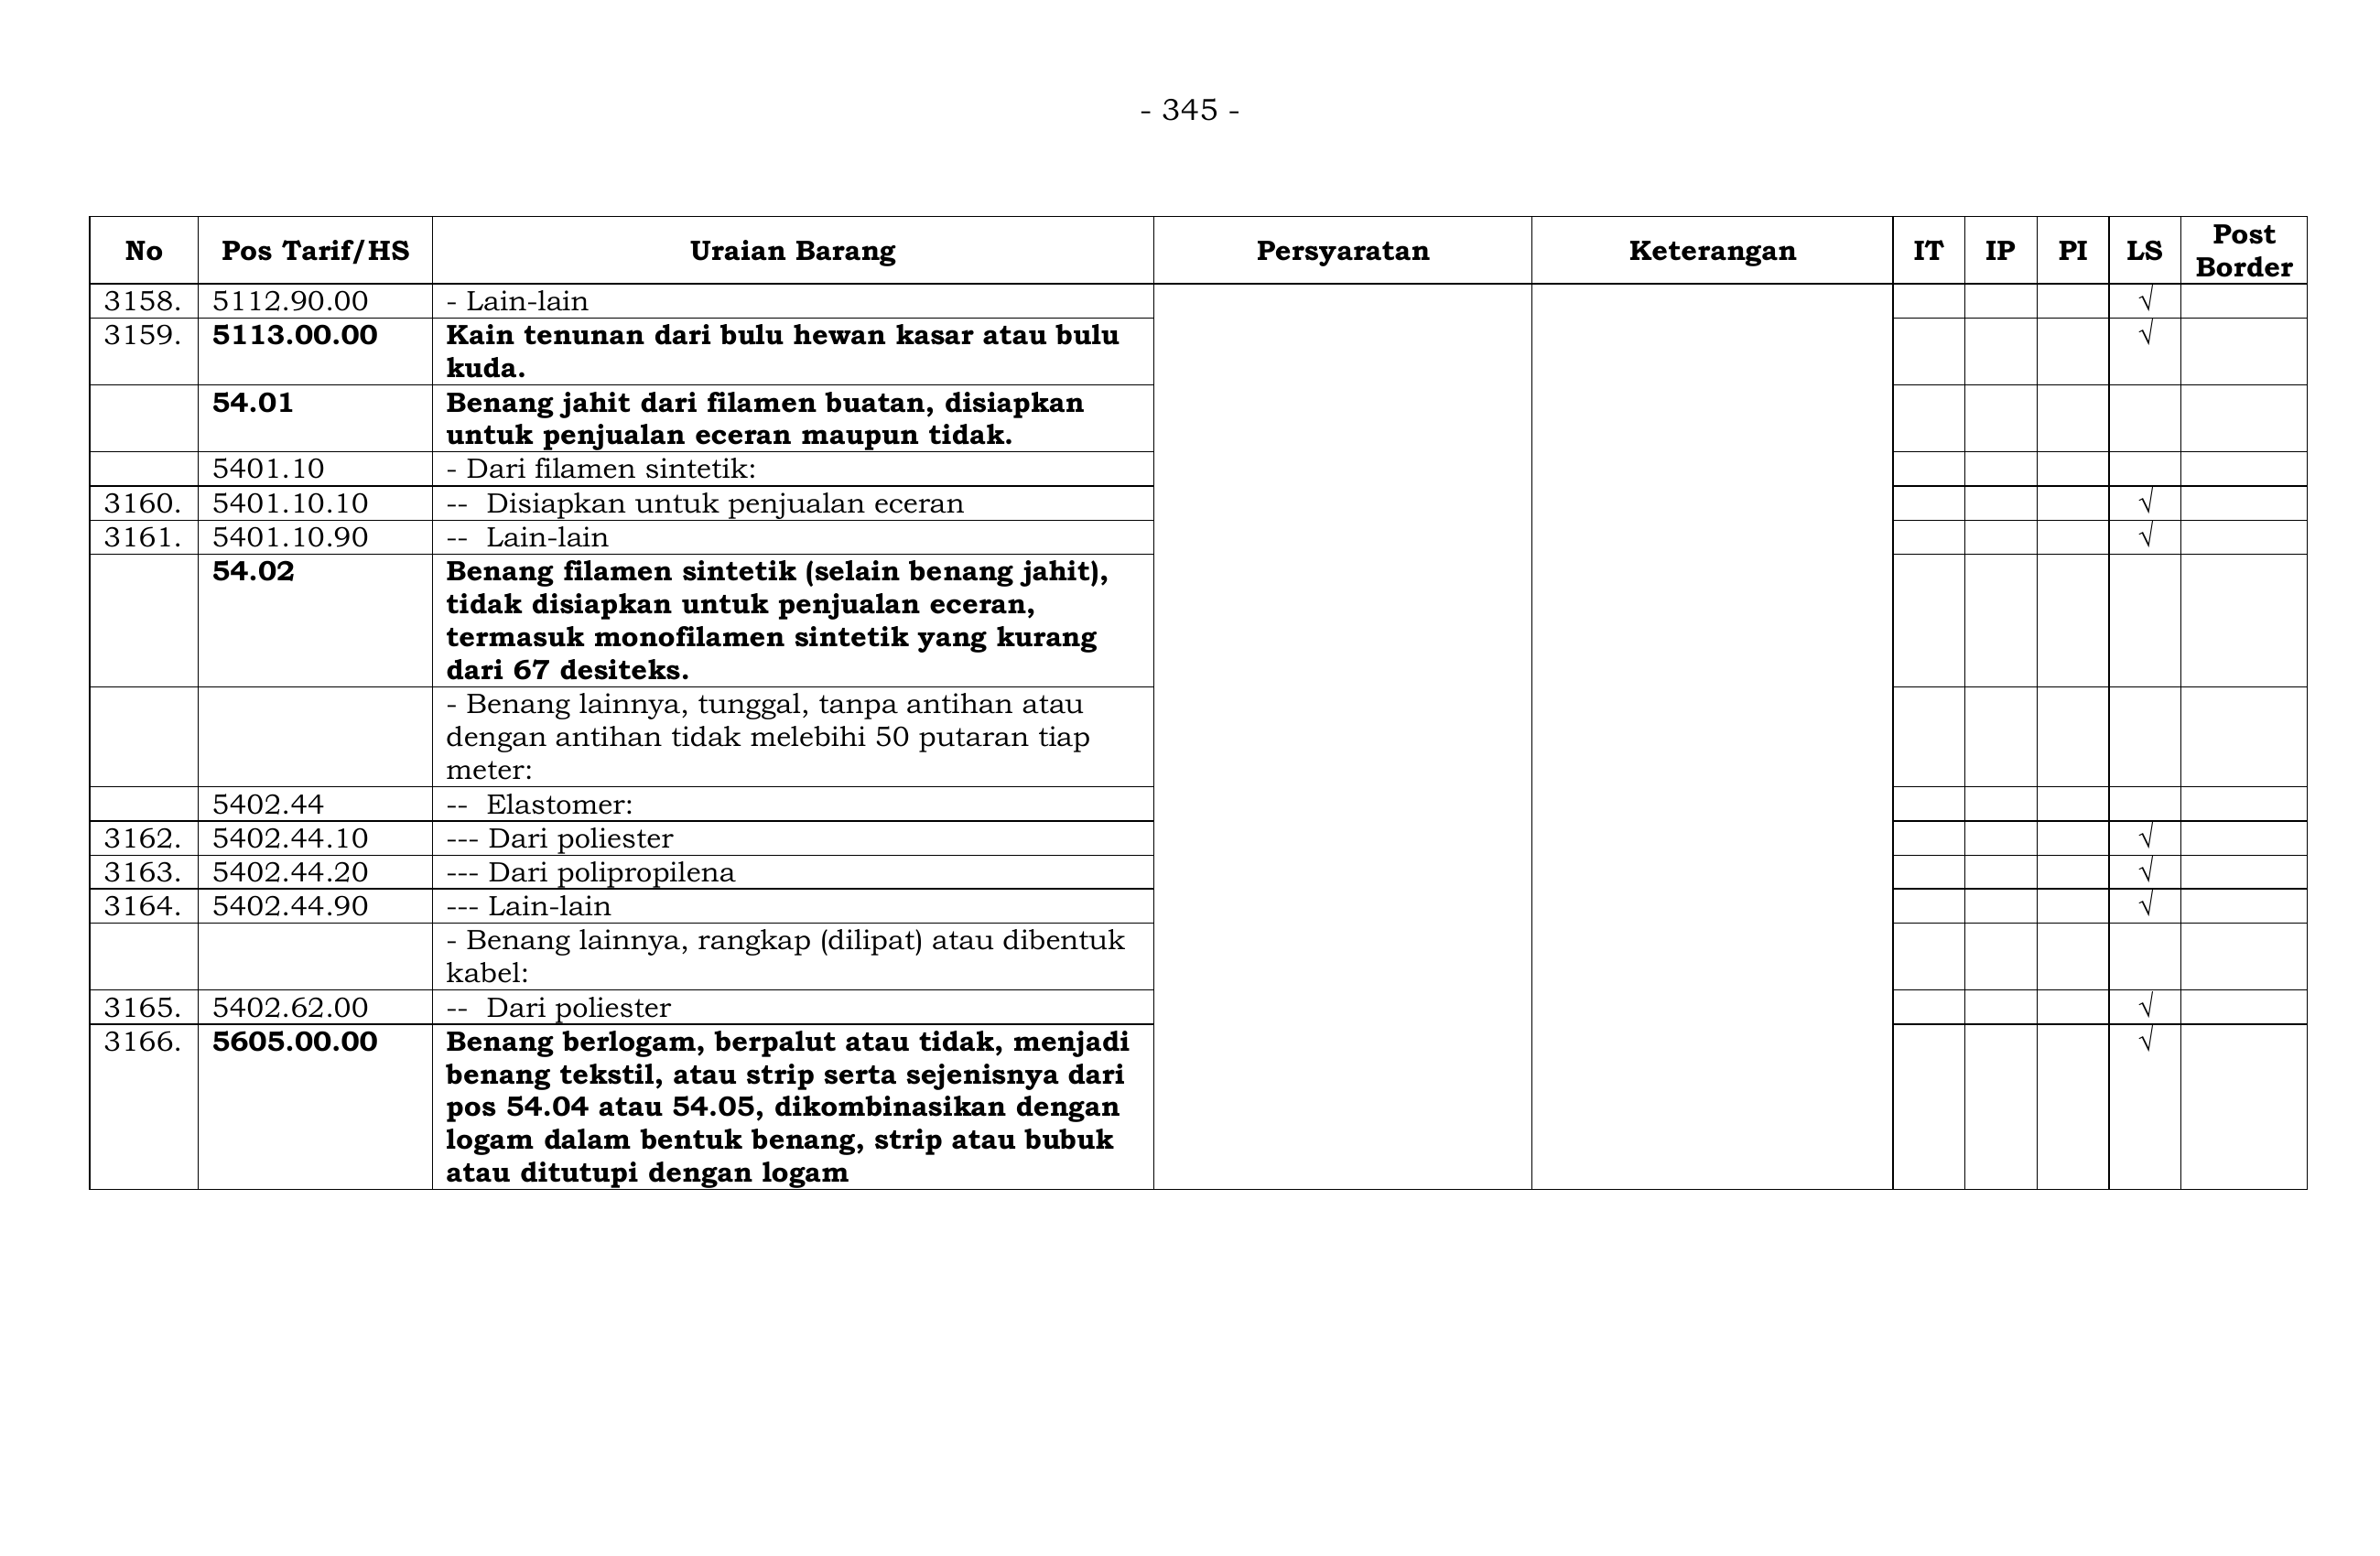 - 345 -
No Pos Tarif/HS Uraian Barang Persyaratan Keterangan IT IP PI LS Post Border
3158. 5112.90.00 - Lain-lain √
3159. 5113.00.00 Kain tenunan dari bulu hewan kasar atau bulu √
kuda.
54.01 Benang jahit dari filamen buatan, disiapkan
untuk penjualan eceran maupun tidak.
5401.10 - Dari filamen sintetik:
3160. 5401.10.10 -- Disiapkan untuk penjualan eceran √
3161. 5401.10.90 -- Lain-lain √
54.02 Benang filamen sintetik (selain benang jahit),
tidak disiapkan untuk penjualan eceran,
termasuk monofilamen sintetik yang kurang
dari 67 desiteks.
- Benang lainnya, tunggal, tanpa antihan atau
dengan antihan tidak melebihi 50 putaran tiap
meter:
5402.44 -- Elastomer:
3162. 5402.44.10 --- Dari poliester √
3163. 5402.44.20 --- Dari polipropilena √
3164. 5402.44.90 --- Lain-lain √
- Benang lainnya, rangkap (dilipat) atau dibentuk
kabel:
3165. 5402.62.00 -- Dari poliester √
3166. 5605.00.00 Benang berlogam, berpalut atau tidak, menjadi √
benang tekstil, atau strip serta sejenisnya dari
pos 54.04 atau 54.05, dikombinasikan dengan
logam dalam bentuk benang, strip atau bubuk
atau ditutupi dengan logam